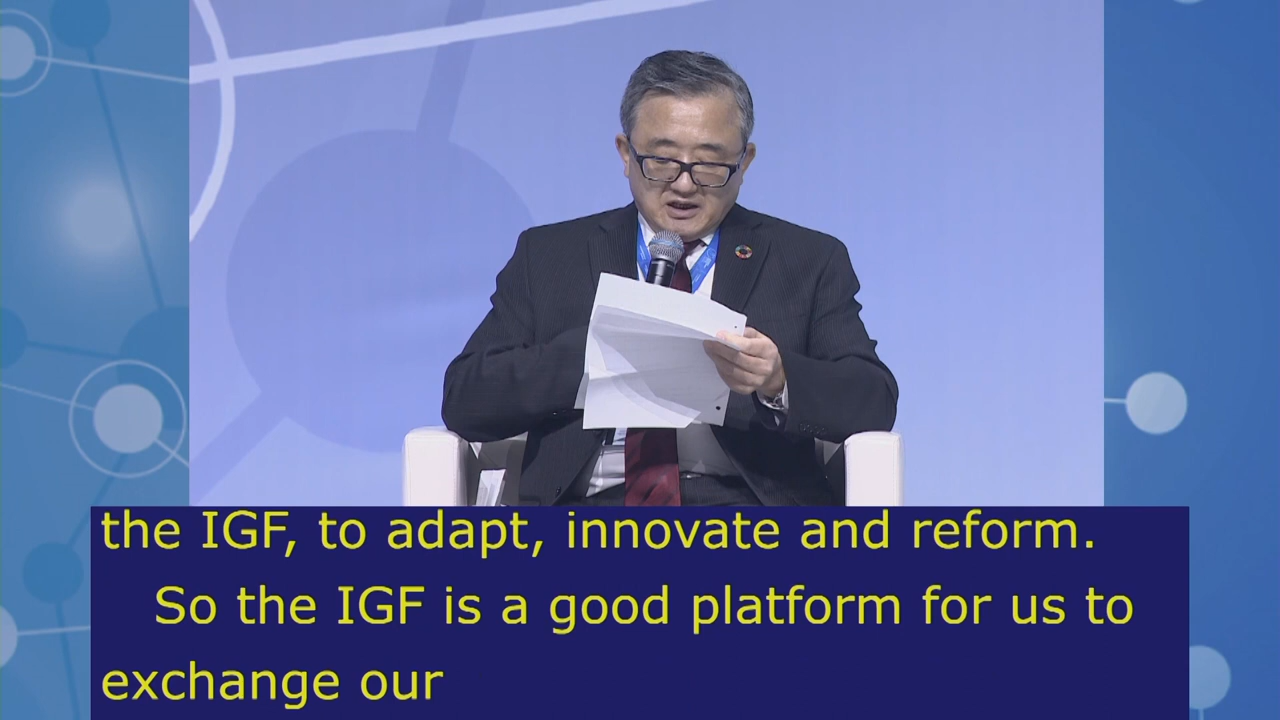 the IGF, to adapt, innovate and reform.
So the IGF is a good platform for us to
exchange our